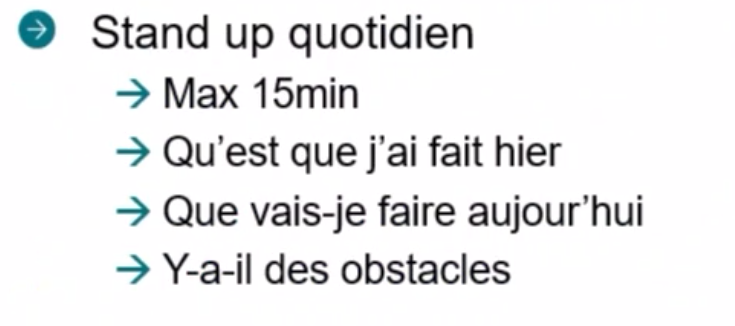 Stand up quotidien
→ Max 15min
→ Qu’est que j’ai fait hier
→ Que vais-je faire aujour’hui
→ Y-a-il des obstacles